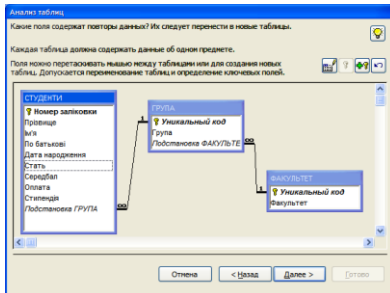 Анализ таблиц
Какие поля содержат повторы данных? Их следует перенести в новые таблицы.
Каждая таблица должна содержать данные об одном предмете.
Поля можно перетаскивать мышью между таблицами или для создания новых
таблиц. Допускается переименование таблиц и определение ключевых полей.
СТУДЕНТИ
Номер заліковки
Прізвище
Ім'я
По батькові
Дата народження
Стать
Середбал
Оплата
Стипендія
Подстановка ГРУПА
ГРУПА
Уникальный код
Група
Подстановка ФАКУЛЬТЕ
ФАКУЛЬТЕТ
Уникальный код
Факультет
1
∞
1
∞
Отмена
< Назад
Далее >
Готово